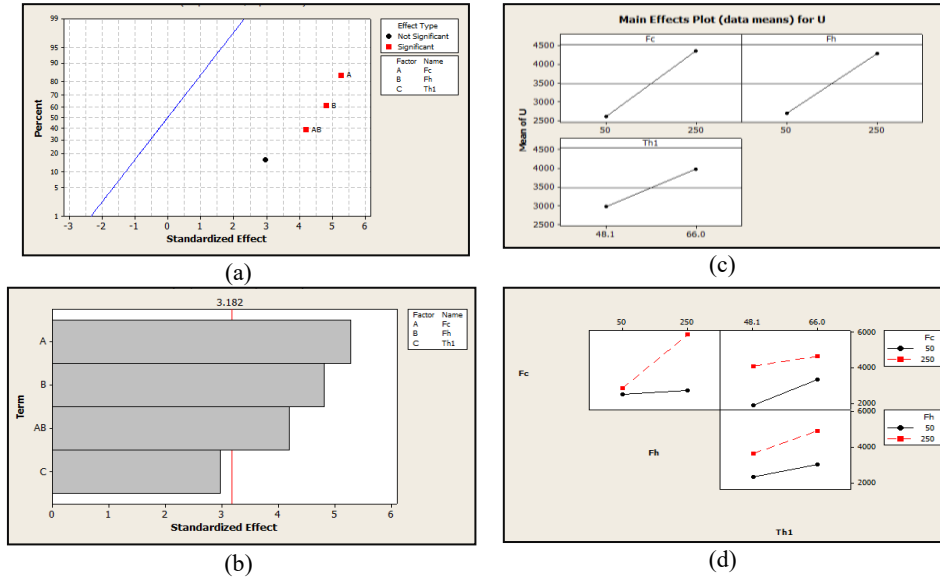 99
95
90
80
70
60
50
40
30
20
10
5
1
Percent
-3 -2 -1 0 1 2 3 4 5 6
Standardized Effect
A
B
AB
Effect Type
Not Significant
Significant
Factor Name
A Fc
B Fh
C Th1
(a)
Main Effects Plot (data means) for U
Fc Fh
4500
4000
3500
3000
2500
50 250 50 250
Mean of U
Th1
4500
4000
3500
3000
2500
48.1 66.0
(c)
3.182
A
B
AB
C
Term
0 1 2 3 4 5 6
Standardized Effect
Factor Name
A Fc
B Fh
C Th1
(b)
50 250 48.1 66.0
Fc
6000
4000
2000
Fc
50
250
Fh
6000
4000
2000
Fh
50
250
Th1
(d)